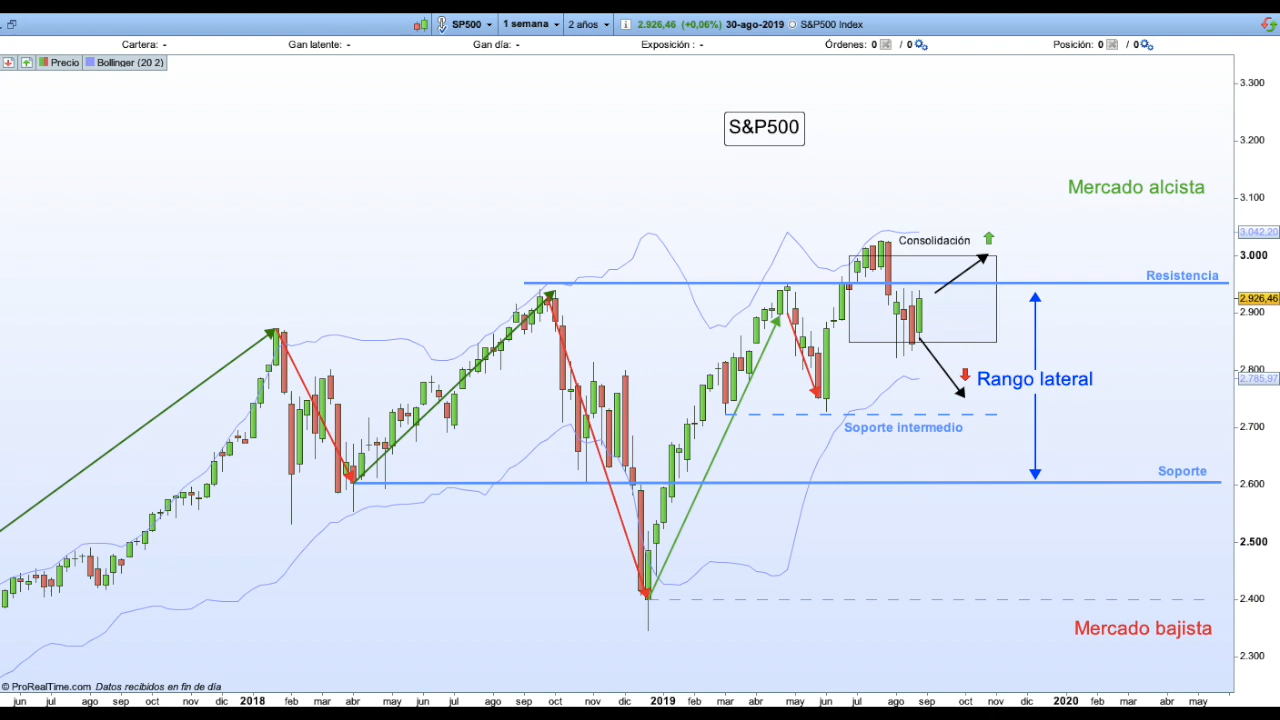 SP500 1 semana 2 años 2.926,46 (+0,06%) 30-ago-2019 S&P500 Index
Cartera: - Gan latente: - Gan día: - Exposición : - Órdenes: 0 / 0 Posición: 0 / 0
Precio Bollinger (20 2)
3.300
S&P500
3.200
Mercado alcista
3.100
3.042,20
Consolidación
3.000
Resistencia
2.926,46
2.900
2.800
2.785,97
Rango lateral
2.700
Soporte intermedio
Soporte
2.600
2.500
2.400
Mercado bajista
2.300
© ProRealTime.com Datos recibidos en fin de día
jun jul ago sep oct nov dic 2018 feb mar abr may jun jul ago sep oct nov dic 2019 feb mar abr may jun jul ago sep oct nov dic 2020 feb mar abr may